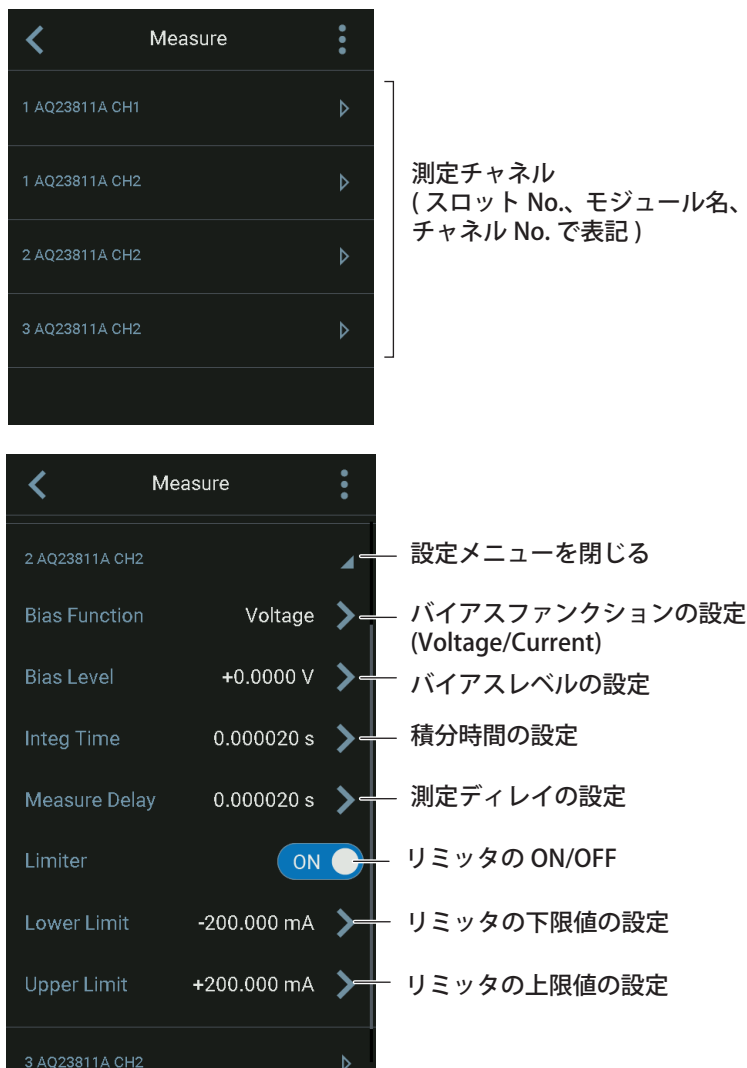 Measure
1 AQ23811A CH1
1 AQ23811A CH2
2 AQ23811A CH2
3 AQ23811A CH2
測定チャネル
( スロット No.、モジュール名、
チャネル No. で表記 )
Measure
2 AQ23811A CH2
設定メニューを閉じる
Bias Function Voltage
バイアスファンクションの設定
(Voltage/Current)
Bias Level +0.0000 V
バイアスレベルの設定
Integ Time 0.000020 s
積分時間の設定
Measure Delay 0.000020 s
測定ディレイの設定
Limiter ON
リミッタの ON/OFF
Lower Limit -200.000 mA
リミッタの下限値の設定
Upper Limit +200.000 mA
リミッタの上限値の設定
3 AQ23811A CH2